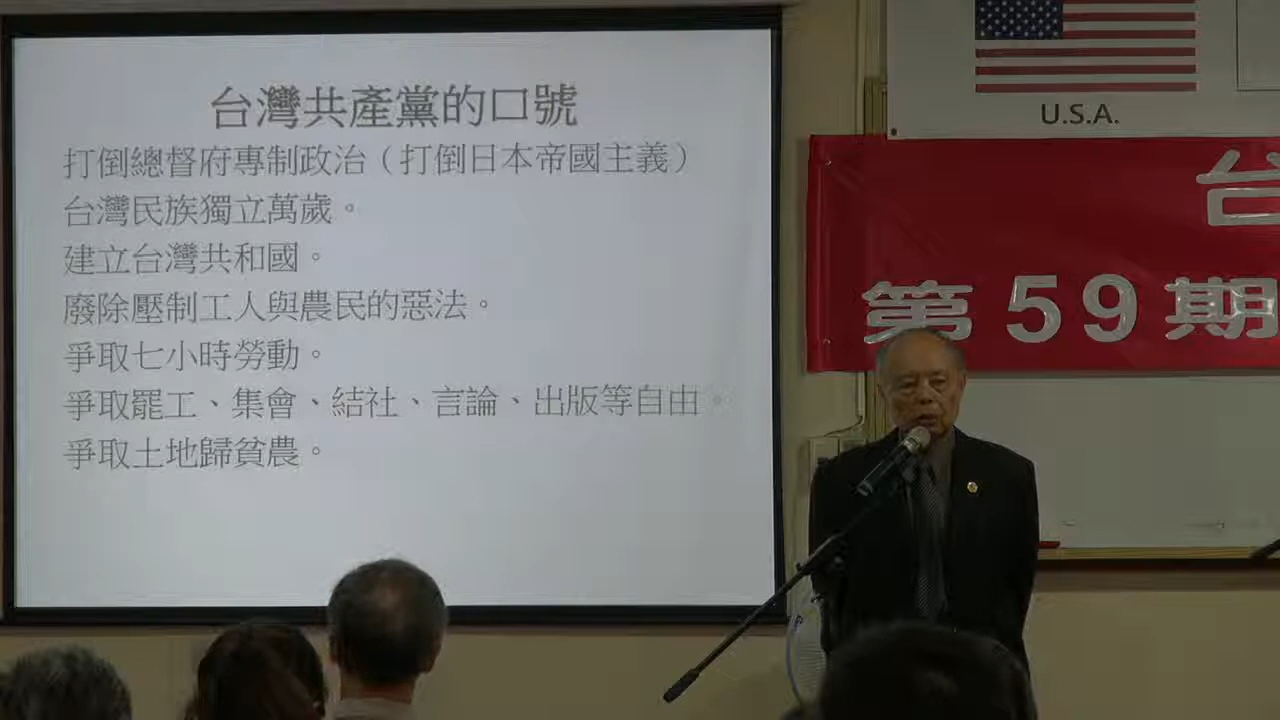 台灣共產黨的口號
打倒總督府專制政治（打倒日本帝國主義）
台灣民族獨立萬歲。
建立台灣共和國。
廢除壓制工人與農民的惡法。
爭取七小時勞動。
爭取罷工、集會、結社、言論、出版等自由。
爭取土地歸貧農。
U.S.A.
台
第59期